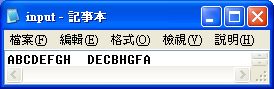 input - 記事本
檔案(F) 編輯(E) 格式(O) 檢視(V) 說明(H)
ABCDEFGH  DECBHGFA